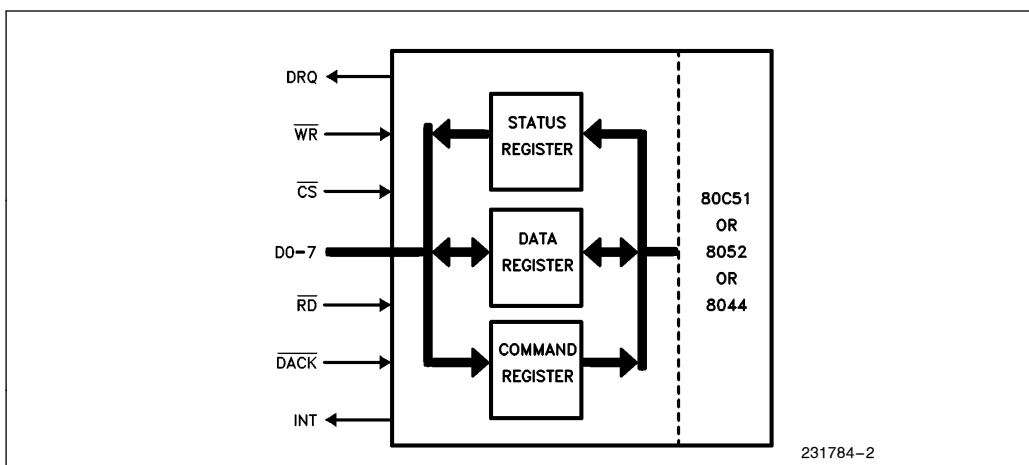 DRQ
WR
CS
D0-7
RD
DACK
INT
STATUS
REGISTER
DATA
REGISTER
COMMAND
REGISTER
80C51
OR
8052
OR
8044
231784-2